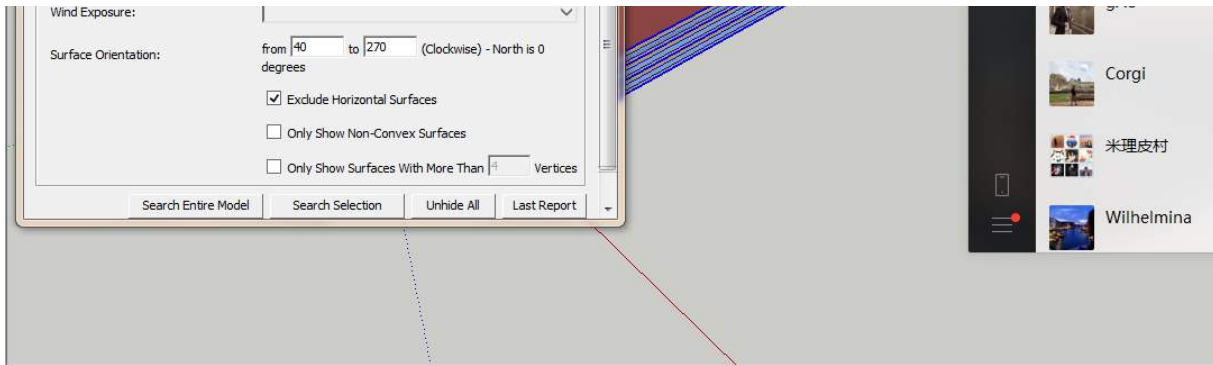 Wind Exposure:
Surface Orientation:
from 40 to 270 (Clockwise) - North is 0
degrees
Exclude Horizontal Surfaces
Only Show Non-Convex Surfaces
Only Show Surfaces With More Than 4 Vertices
Search Entire Model Search Selection Unhide All Last Report
Corgi
米理皮村
Wilhelmina